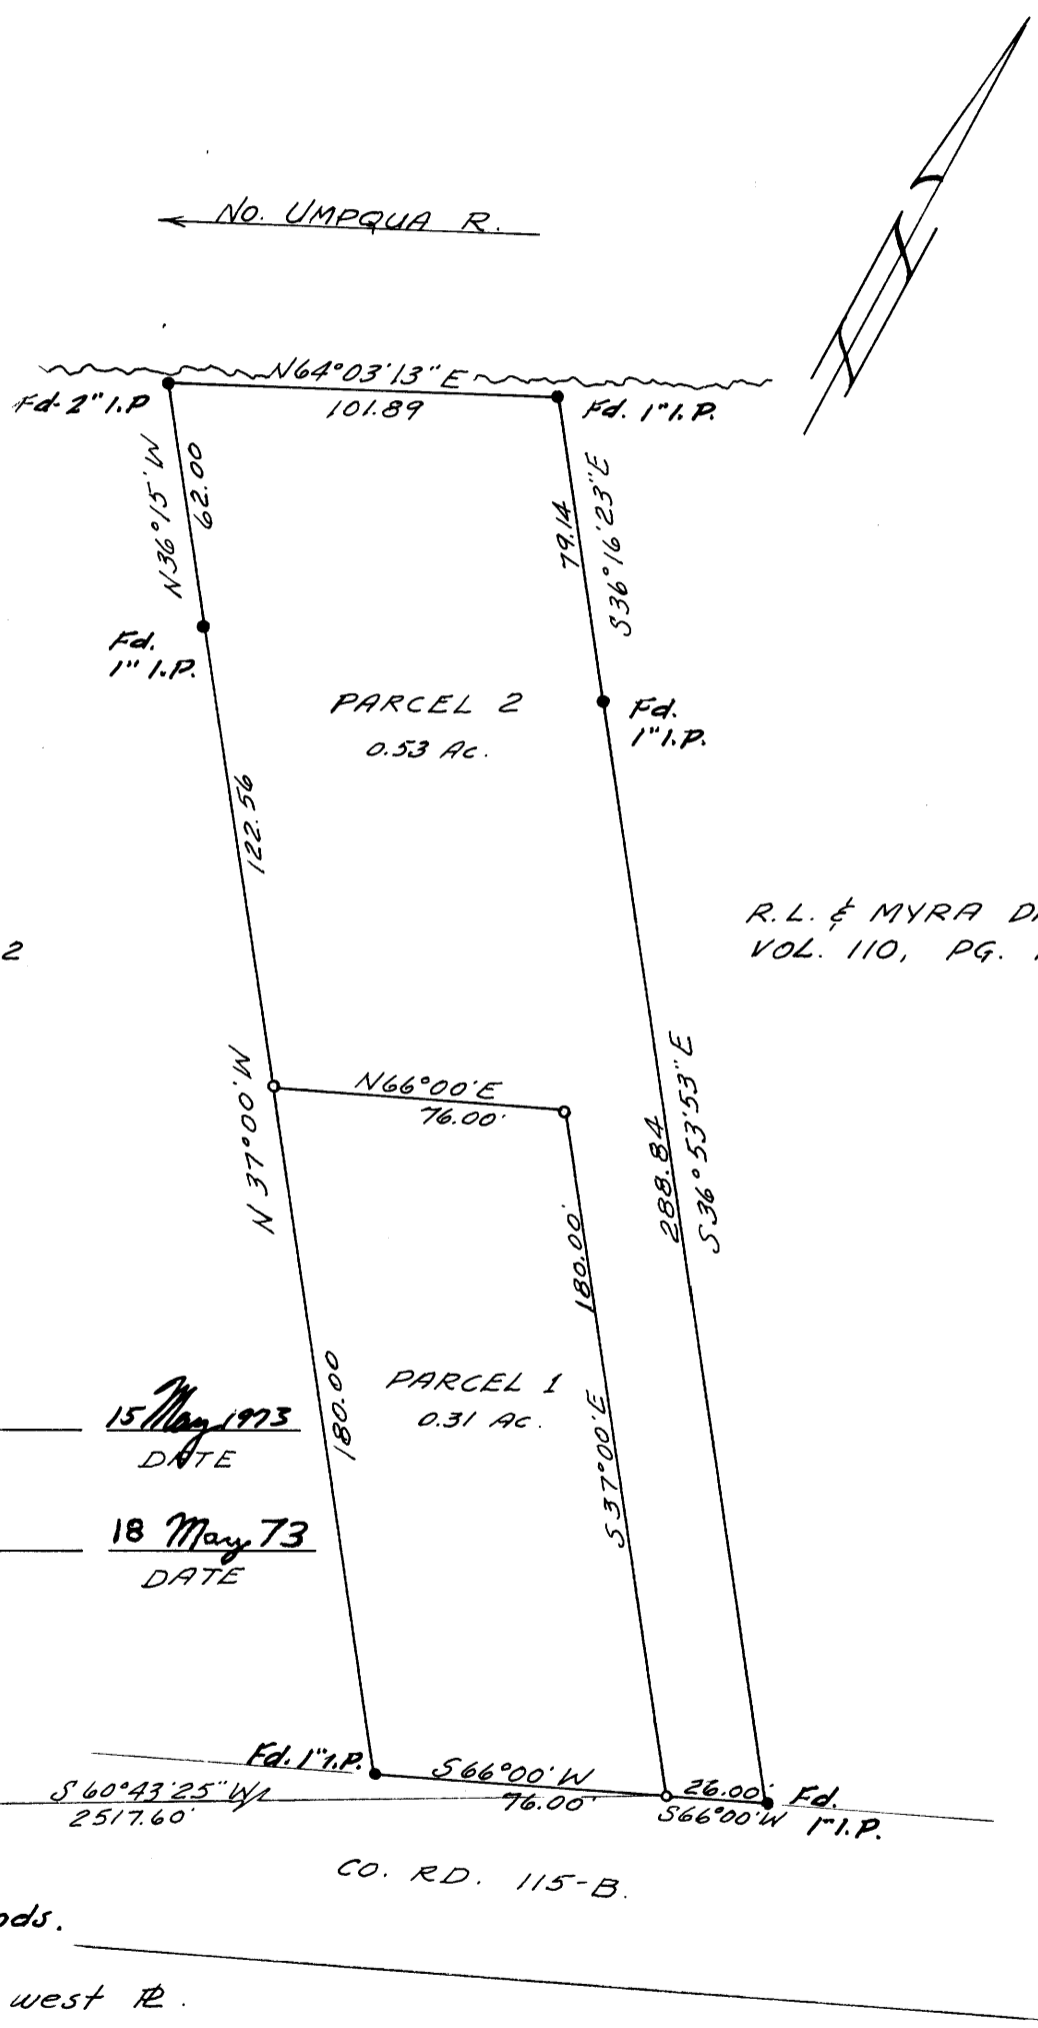 No. UMPQUA R.
N64°03'13"E
101.89
Fd. 2" I.P
Fd. 1" I.P.
N36°15'W
62.00
79.14
S36°16'23"E
Fd.
1" I.P.
PARCEL 2
0.53 Ac.
Fd.
1" I.P.
122.56
R.L. & MYRA
VOL. 110, PG.
2
N 37°00'W
N66°00'E
76.00'
288.84
S36°53'53"E
180.00'
S37°00'E
180.00
PARCEL 1
0.31 Ac.
15 May 1973
DATE
18 May 73
DATE
Fd. 1" I.P.
S66°00'W
76.00'
26.00'
S66°00'W
Fd.
1" I.P.
S60°43'25"W
2517.60'
CO. RD. 115-B.
ods.
west PL.